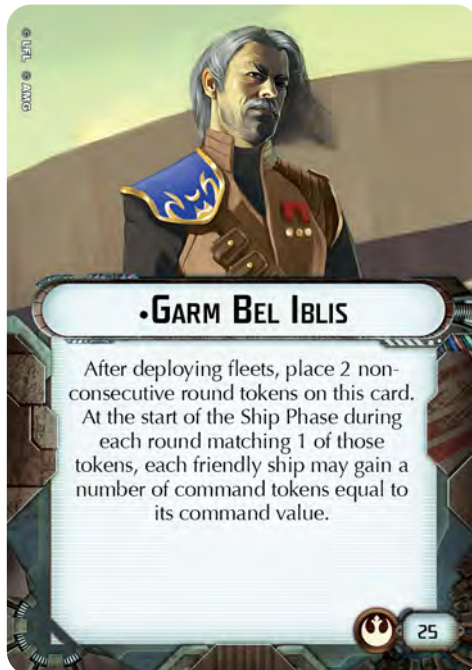 © LFL © AMG
•Garm Bel Iblis
After deploying fleets, place 2 non-
consecutive round tokens on this card.
At the start of the Ship Phase during
each round matching 1 of those
tokens, each friendly ship may gain a
number of command tokens equal to
its command value.
25